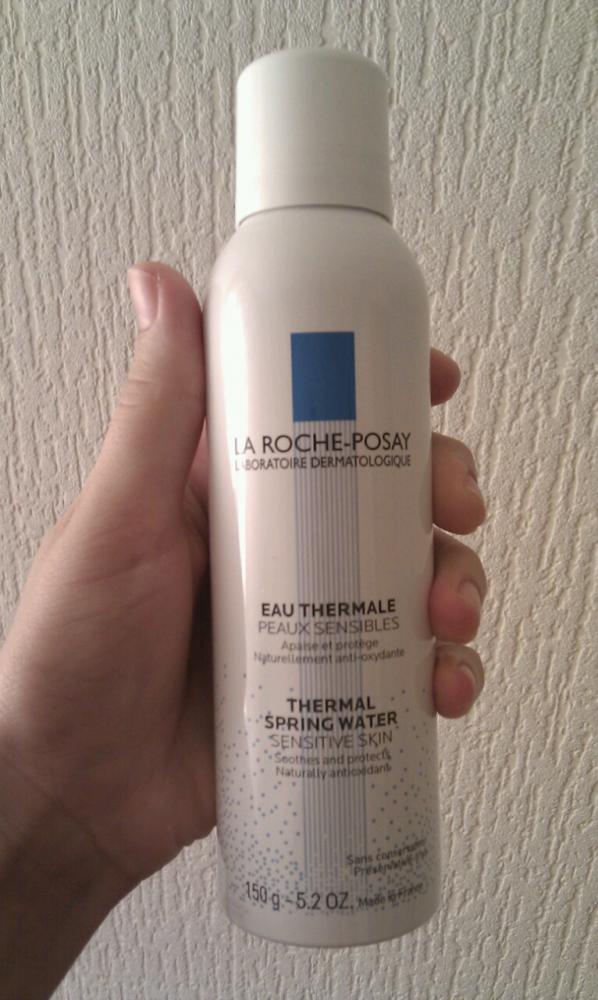 LA ROCHE-POSAY
LABORATOIRE DERMATOLOGIQUE
EAU THERMALE
PEAUX SENSIBLES
Apaise et protège
Naturellement anti-oxydante
THERMAL
SPRING WATER
SENSITIVE SKIN
Soothes and protects
Naturally antioxidant
Sans
150 g - 5.2 OZ. Made in France